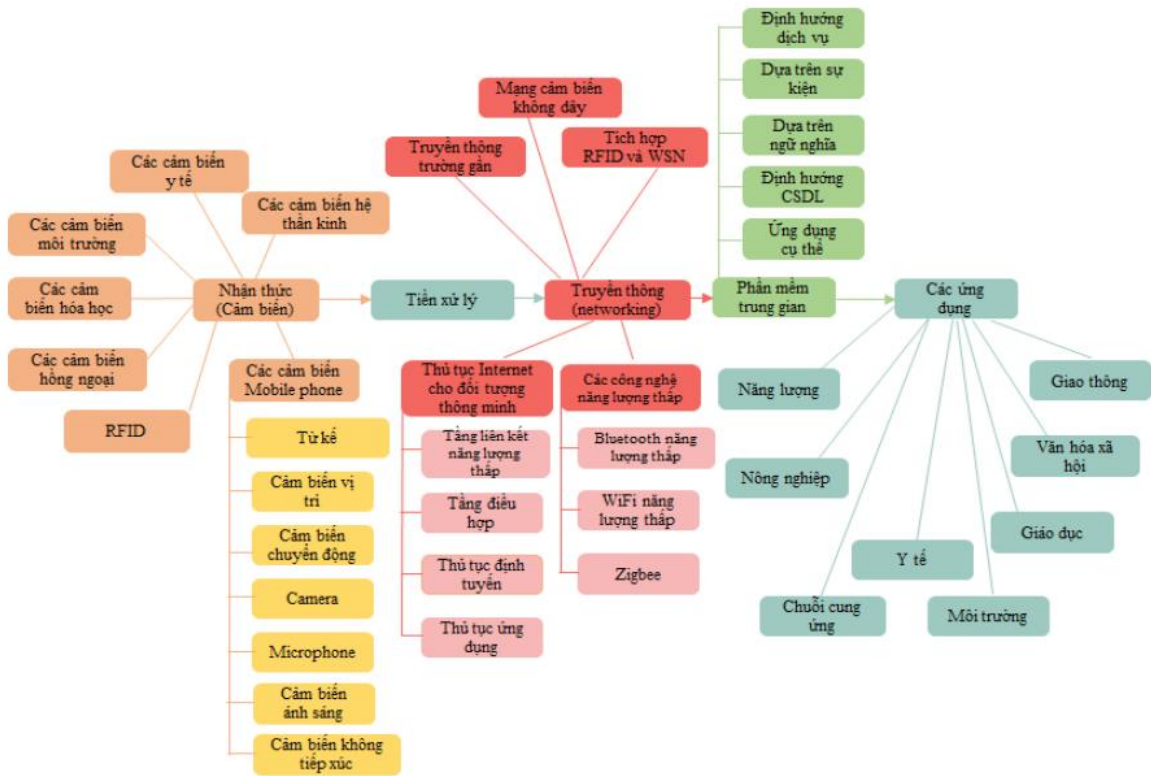 Định hướng
dịch vụ
Dựa trên sự
kiện
Dựa trên
ngữ nghĩa
Định hướng
CSDL
Ứng dụng
cụ thể
Mạng cảm biến
không dây
Truyền thông
trường gần
Tích hợp
RFID và WSN
Các cảm biến
y tế
Các cảm biến hệ
thần kinh
Các cảm biến
môi trường
Các cảm
biến hóa học
Các cảm biến
hồng ngoại
RFID
Nhận thức
(Cảm biến)
Tiền xử lý
Truyền thông
(networking)
Phần mềm
trung gian
Các ứng
dụng
Các cảm biến
Mobile phone
Từ kế
Cảm biến vị
trí
Cảm biến
chuyển động
Camera
Microphone
Cảm biến
ánh sáng
Cảm biến không
tiếp xúc
Thủ tục Internet
cho đối tượng
thông minh
Tầng liên kết
năng lượng
thấp
Tầng điều
hợp
Thủ tục định
tuyến
Thủ tục ứng
dụng
Các công nghệ
năng lượng thấp
Bluetooth năng
lượng thấp
WiFi năng
lượng thấp
Zigbee
Năng lượng
Nông nghiệp
Chuỗi cung
ứng
Y tế
Môi trường
Giáo dục
Văn hóa xã
hội
Giao thông